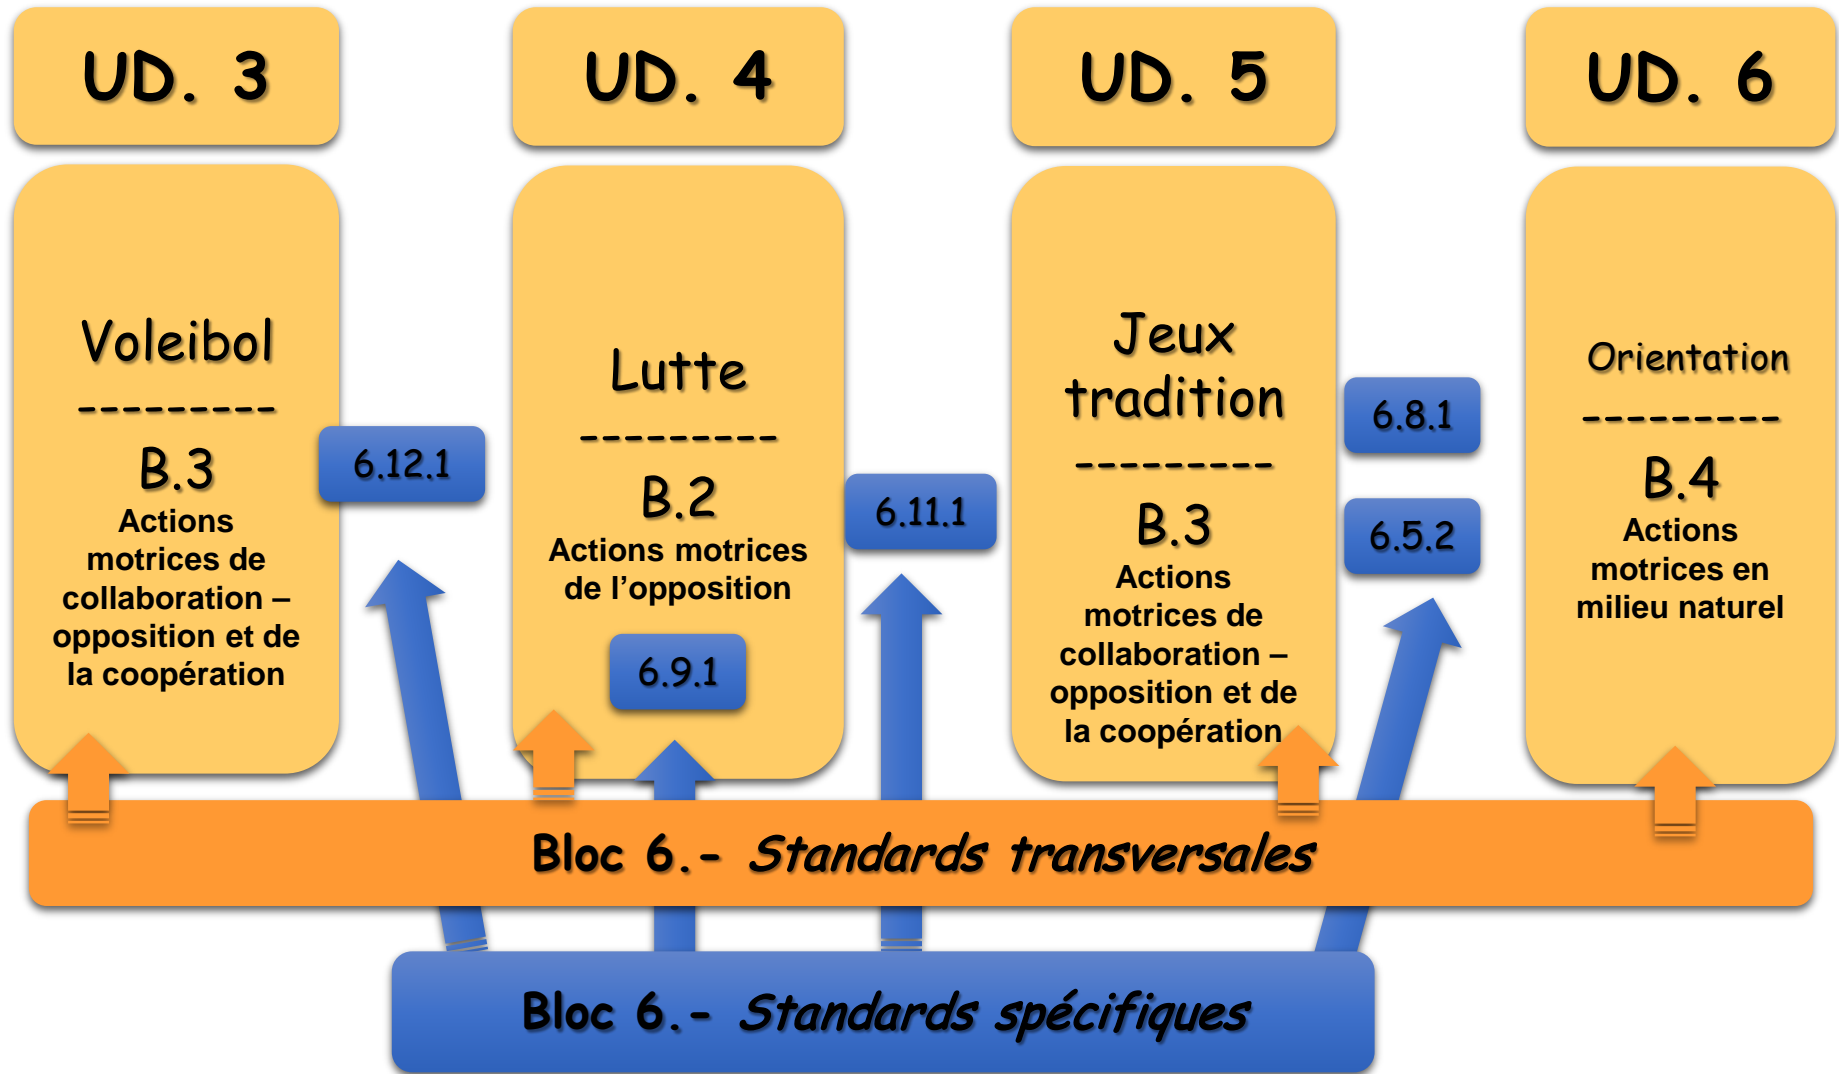 UD. 3
UD. 4
UD. 5
UD. 6
Voleibol
---------
B.3
Actions
motrices de
collaboration –
opposition et de
la coopération
6.12.1
Lutte
---------
B.2
Actions motrices
de l’opposition
6.9.1
6.11.1
Jeux
tradition
---------
B.3
Actions
motrices de
collaboration –
opposition et de
la coopération
6.8.1
6.5.2
Orientation
---------
B.4
Actions
motrices en
milieu naturel
Bloc 6.- Standards transversales
Bloc 6.- Standards spécifiques